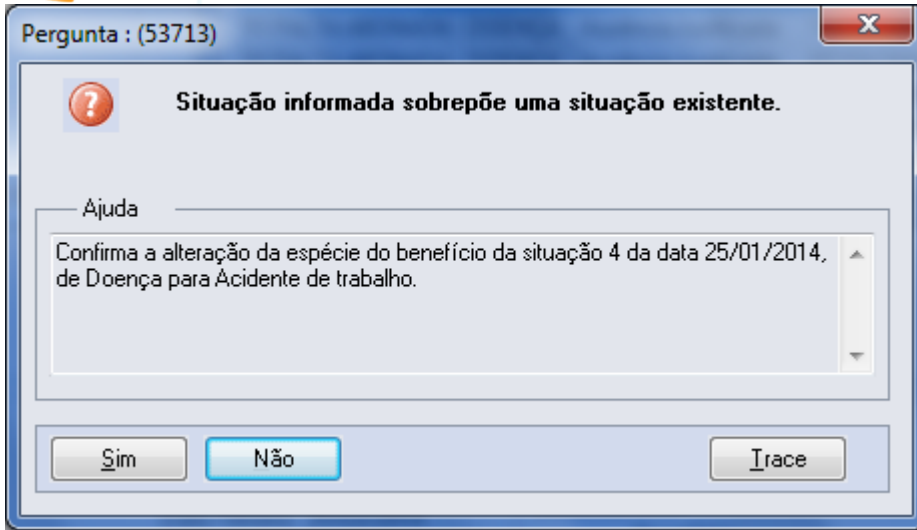 Pergunta : (53713)
X
?
Situação informada sobrepõe uma situação existente.
Ajuda
Confirma a alteração da espécie do benefício da situação 4 da data 25/01/2014,
de Doença para Acidente de trabalho.
Sim Não Trace